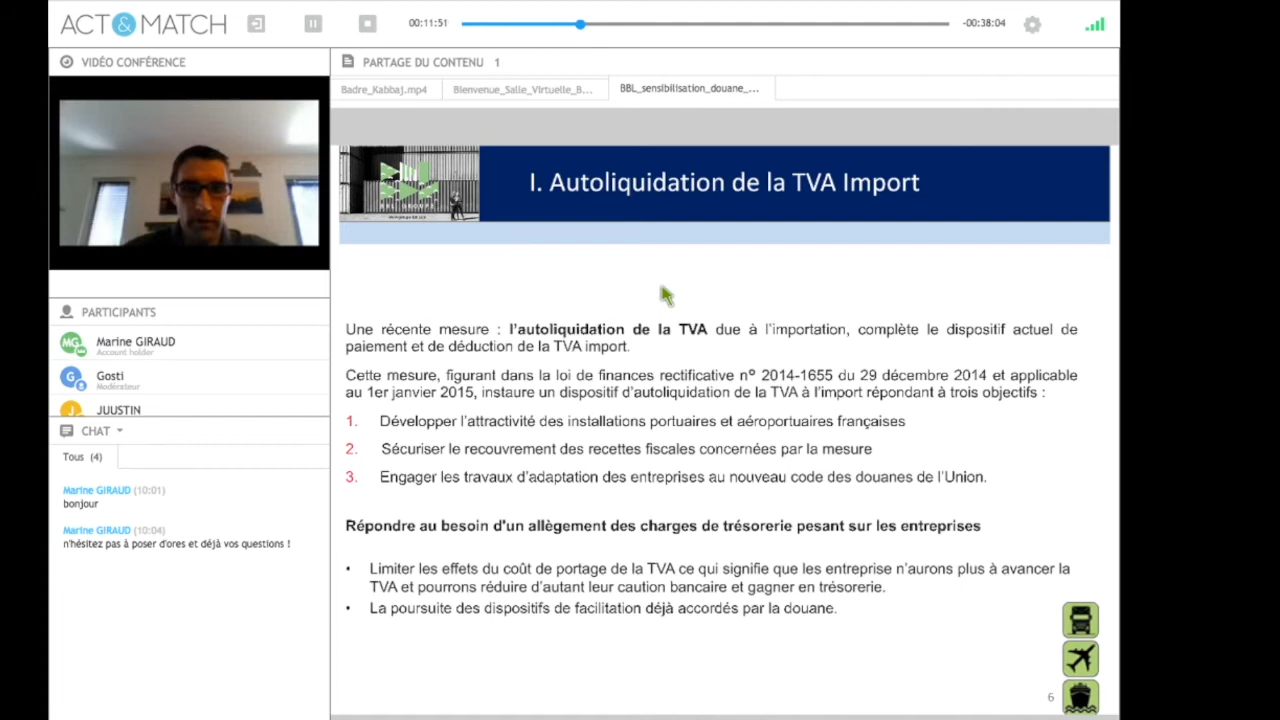 ACT & MATCH
00:11:51
-00:38:04
VIDÉO CONFÉRENCE
PARTAGE DU CONTENU 1
Badre_Kabbaj.mp4
Bienvenue_Salle_Virtuelle_B...
BBL_sensibilisation_douane_...
I. Autoliquidation de la TVA Import
Une récente mesure : l'autoliquidation de la TVA due à l'importation, complète le dispositif actuel de
paiement et de déduction de la TVA import.
Cette mesure, figurant dans la loi de finances rectificative n° 2014-1655 du 29 décembre 2014 et applicable
au 1er janvier 2015, instaure un dispositif d'autoliquidation de la TVA à l'import répondant à trois objectifs :
1. Développer l'attractivité des installations portuaires et aéroportuaires françaises
2. Sécuriser le recouvrement des recettes fiscales concernées par la mesure
3. Engager les travaux d'adaptation des entreprises au nouveau code des douanes de l'Union.
Répondre au besoin d'un allègement des charges de trésorerie pesant sur les entreprises
• Limiter les effets du coût de portage de la TVA ce qui signifie que les entreprise n'aurons plus à avancer la
TVA et pourrons réduire d'autant leur caution bancaire et gagner en trésorerie.
• La poursuite des dispositifs de facilitation déjà accordés par la douane.
6
PARTICIPANTS
MG
Marine GIRAUD
Account holder
G
Gosti
Modérateur
J
JUUSTIN
CHAT
Tous (4)
Marine GIRAUD (10:01)
bonjour
Marine GIRAUD (10:04)
n'hésitez pas à poser d'ores et déjà vos questions !